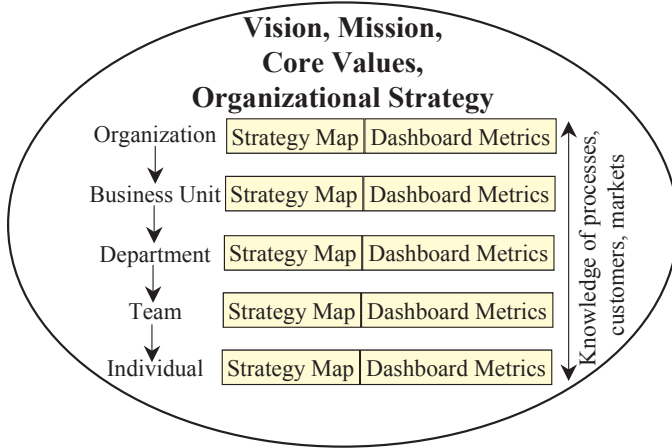 Vision, Mission,
Core Values,
Organizational Strategy
Organization Strategy Map Dashboard Metrics
Business Unit Strategy Map Dashboard Metrics
Department Strategy Map Dashboard Metrics
Team Strategy Map Dashboard Metrics
Individual Strategy Map Dashboard Metrics
Knowledge of processes,
customers, markets